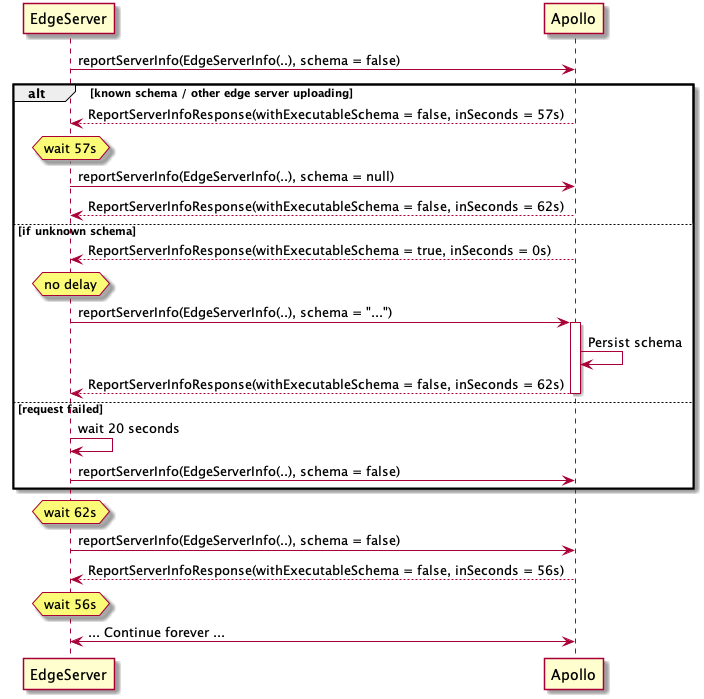 EdgeServer
Apollo
reportServerInfo(EdgeServerInfo(..), schema = false)
alt
[known schema / other edge server uploading]
ReportServerInfoResponse(withExecutableSchema = false, inSeconds = 57s)
wait 57s
reportServerInfo(EdgeServerInfo(..), schema = null)
ReportServerInfoResponse(withExecutableSchema = false, inSeconds = 62s)
[if unknown schema]
ReportServerInfoResponse(withExecutableSchema = true, inSeconds = 0s)
no delay
reportServerInfo(EdgeServerInfo(..), schema = "...")
Persist schema
ReportServerInfoResponse(withExecutableSchema = false, inSeconds = 62s)
[request failed]
wait 20 seconds
reportServerInfo(EdgeServerInfo(..), schema = false)
wait 62s
reportServerInfo(EdgeServerInfo(..), schema = false)
ReportServerInfoResponse(withExecutableSchema = false, inSeconds = 56s)
wait 56s
... Continue forever ...
EdgeServer
Apollo